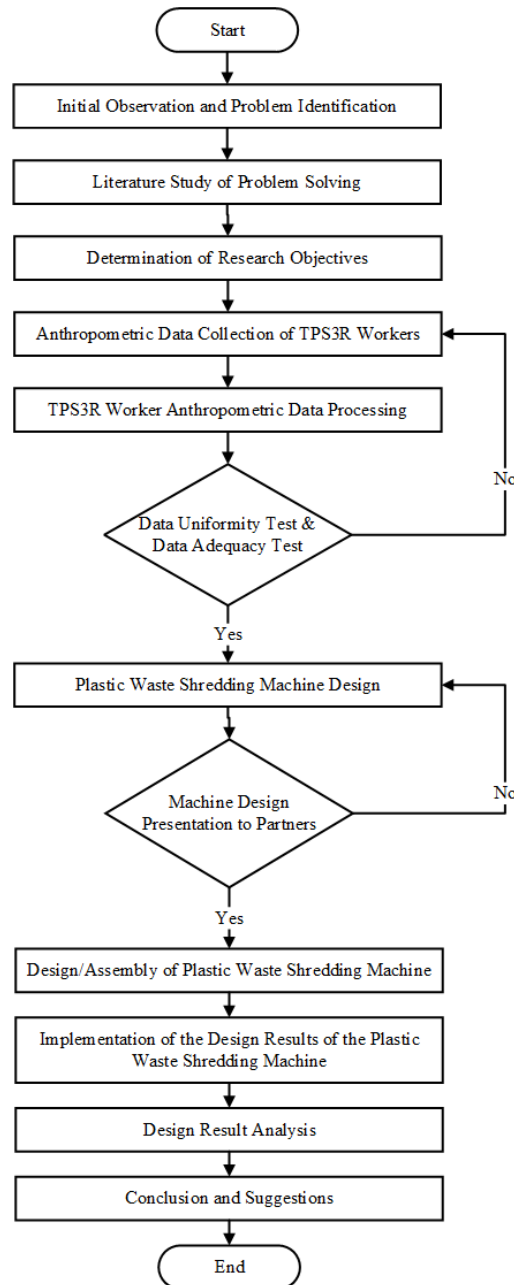 Start
Initial Observation and Problem Identification
Literature Study of Problem Solving
Determination of Research Objectives
Anthropometric Data Collection of TPS3R Workers
TPS3R Worker Anthropometric Data Processing
No
Data Uniformity Test &
Data Adequacy Test
Yes
Plastic Waste Shredding Machine Design
No
Machine Design
Presentation to Partners
Yes
Design/Assembly of Plastic Waste Shredding Machine
Implementation of the Design Results of the Plastic
Waste Shredding Machine
Design Result Analysis
Conclusion and Suggestions
End